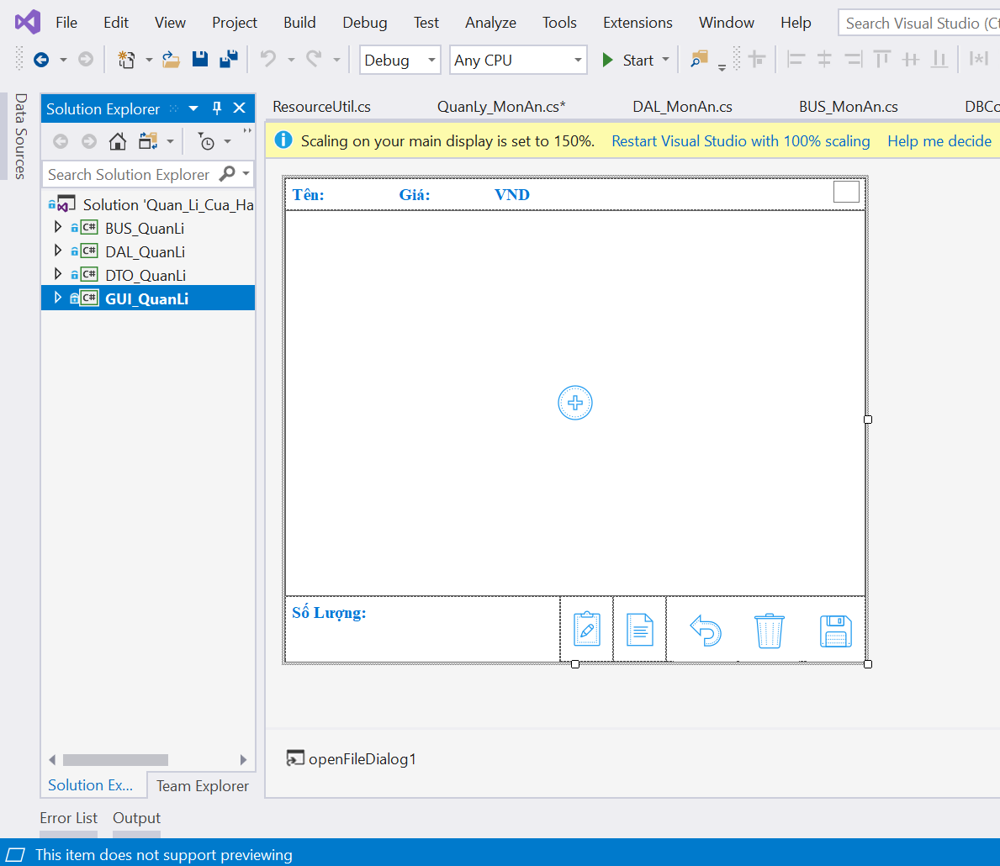 File Edit View Project Build Debug Test Analyze Tools Extensions Window Help Search Visual Studio (Ct
Debug Any CPU Start
Data Sources
Solution Explorer
Search Solution Explorer
Solution 'Quan_Li_Cua_Ha
C# BUS_QuanLi
C# DAL_QuanLi
C# DTO_QuanLi
C# GUI_QuanLi
Solution Ex... Team Explorer
ResourceUtil.cs QuanLy_MonAn.cs* DAL_MonAn.cs BUS_MonAn.cs DBCo
Scaling on your main display is set to 150%. Restart Visual Studio with 100% scaling Help me decide
Tên: Giá: VND
Số Lượng:
openFileDialog1
Error List Output
This item does not support previewing